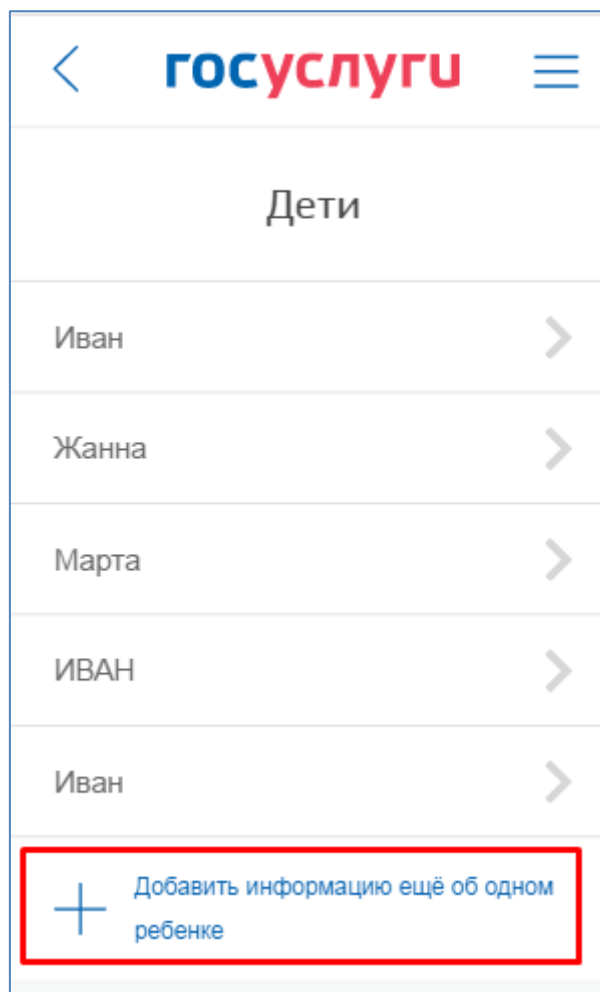 госуслуги
Дети
Иван
Жанна
Марта
ИВАН
Иван
Добавить информацию ещё об одном
ребенке